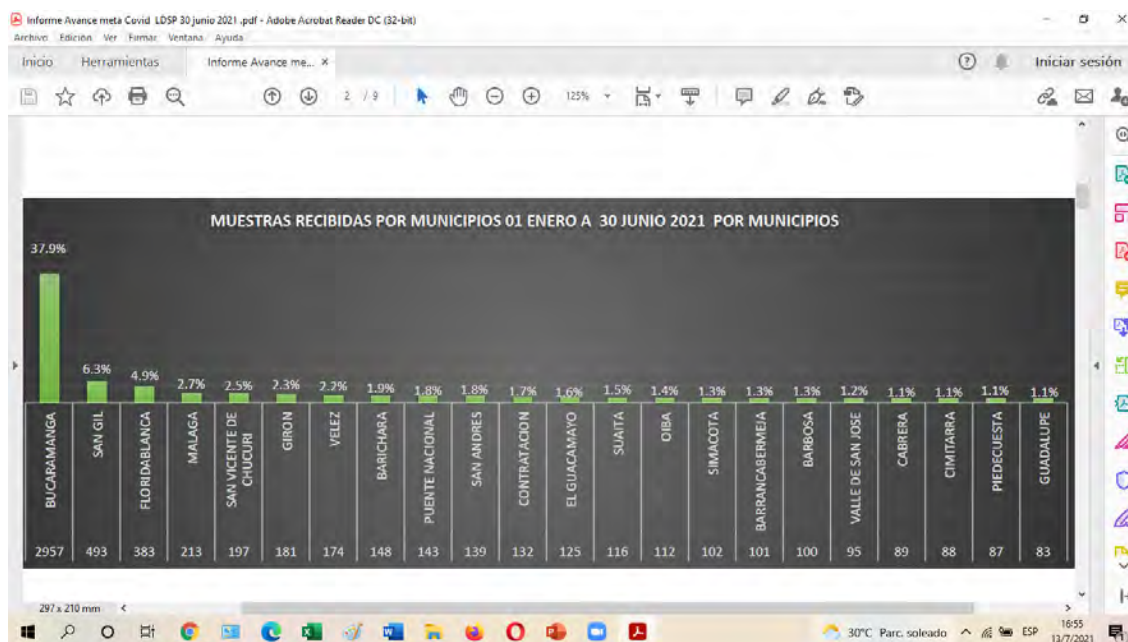 Informe Avance meta Covid LDSP 30 junio 2021 .pdf - Adobe Acrobat Reader DC (32-bit)
Archivo Edición Ver Firmar Ventana Ayuda
Inicio Herramientas Informe Avance me... × Iniciar sesión
2 / 9 125%
MUESTRAS RECIBIDAS POR MUNICIPIOS 01 ENERO A 30 JUNIO 2021 POR MUNICIPIOS
37.9% 6.3% 4.9% 2.7% 2.5% 2.3% 2.2% 1.9% 1.8% 1.8% 1.7% 1.6% 1.5% 1.4% 1.3% 1.3% 1.3% 1.2% 1.1% 1.1% 1.1% 1.1%
BUCARAMANGA
SAN GIL
FLORIDABLANCA
MALAGA
SAN VICENTE DE
CHUCURI
GIRON
VELEZ
BARICHARA
PUENTE NACIONAL
SAN ANDRES
CONTRATACION
EL GUACAMAYO
SUAITA
OIBA
SIMACOTA
BARRANCABERMEJA
BARBOSA
VALLE DE SAN JOSE
CABRERA
CIMITARRA
PIEDECUESTA
GUADALUPE
2957 493 383 213 197 181 174 148 143 139 132 125 116 112 102 101 100 95 89 88 87 83
297 x 210 mm
30°C Parc. soleado ESP 16:55
13/7/2021